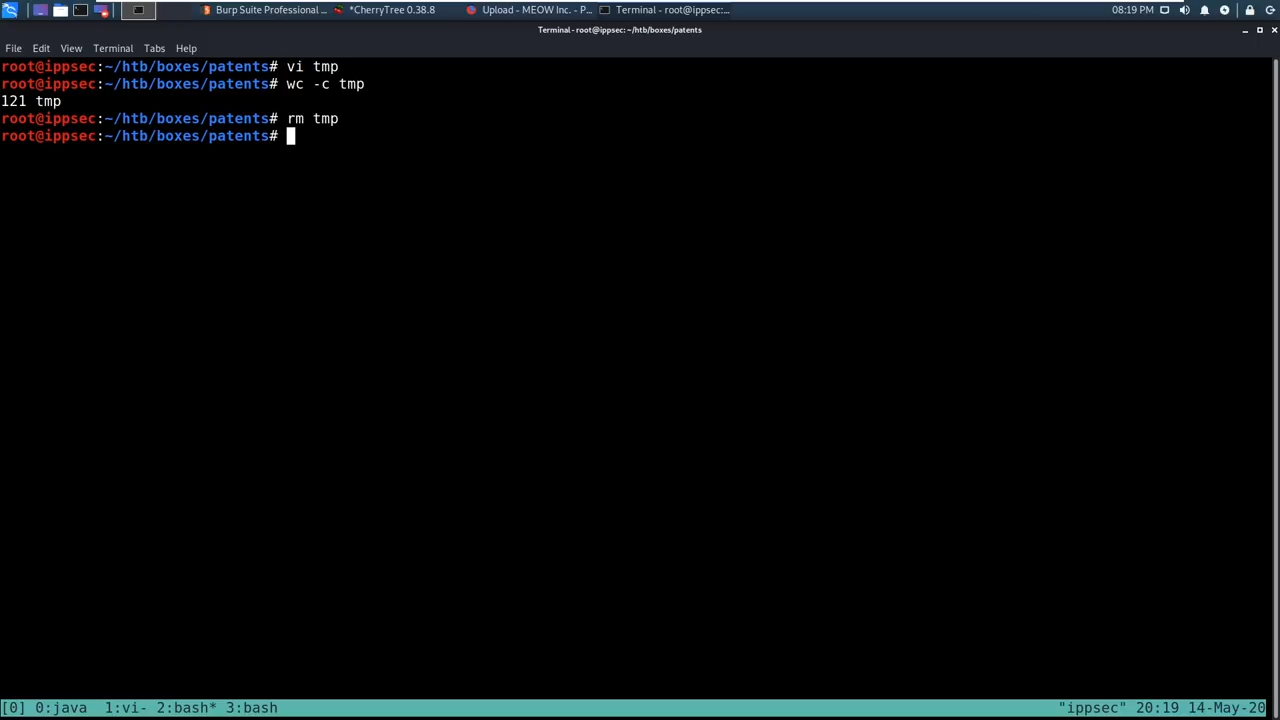 Burp Suite Professional ... *CherryTree 0.38.8 Upload - MEOW Inc. - P... Terminal - root@ippsec:... 08:19 PM
Terminal - root@ippsec: ~/htb/boxes/patents
File Edit View Terminal Tabs Help
root@ippsec:~/htb/boxes/patents# vi tmp
root@ippsec:~/htb/boxes/patents# wc -c tmp
121 tmp
root@ippsec:~/htb/boxes/patents# rm tmp
root@ippsec:~/htb/boxes/patents#
[0] 0:java 1:vi- 2:bash* 3:bash "ippsec" 20:19 14-May-20